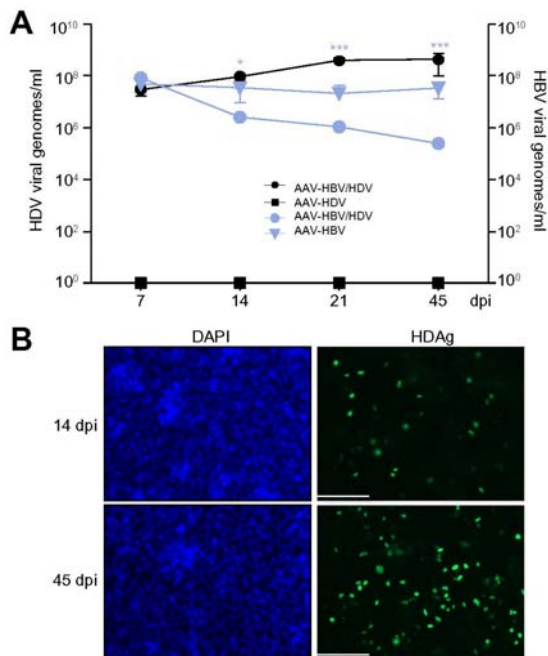 A
HDV viral genomes/ml
10¹⁰
10⁸
10⁶
10⁴
10²
10⁰
* *** ***
AAV-HBV/HDV
AAV-HDV
AAV-HBV/HDV
AAV-HBV
10¹⁰
10⁸
10⁶
10⁴
10²
10⁰
HBV viral genomes/ml
7 14 21 45 dpi
B
DAPI HDAg
14 dpi
45 dpi